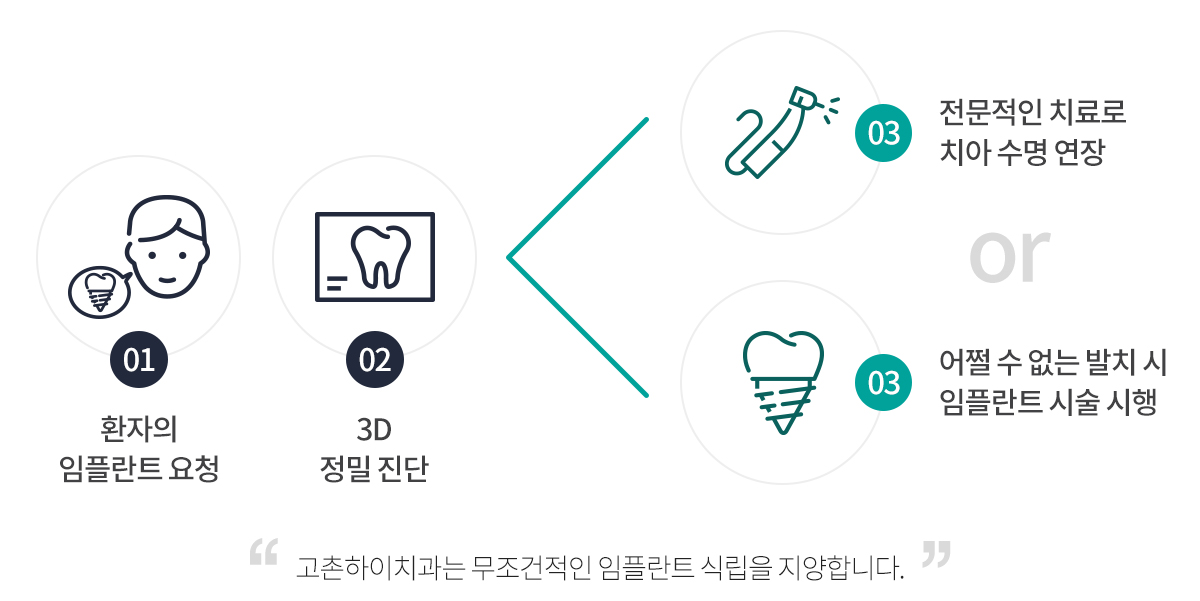 01
환자의
임플란트 요청
02
3D
정밀 진단
03
전문적인 치료로
치아 수명 연장
or
03
어쩔 수 없는 발치 시
임플란트 시술 시행
“ 고촌하이치과는 무조건적인 임플란트 식립을 지양합니다. ”